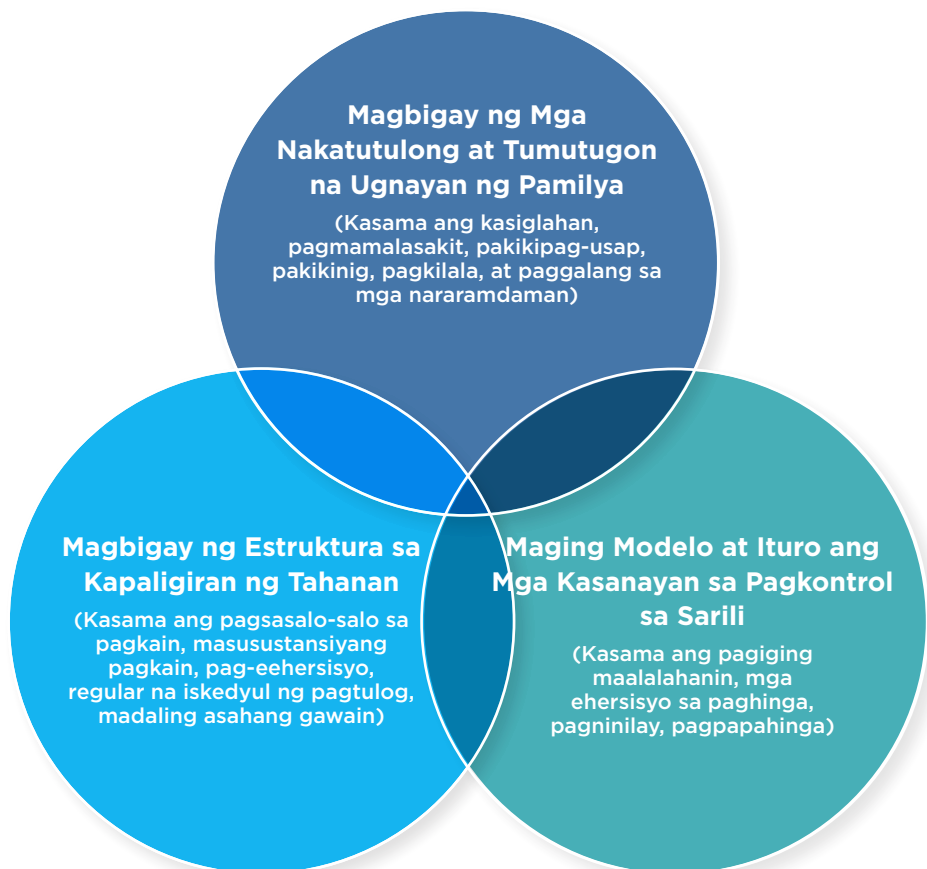 Magbigay ng Mga
Nakatutulong at Tumutugon
na Ugnayan ng Pamilya
(Kasama ang kasiglahan,
pagmamalasakit, pakikipag-usap,
pakikinig, pagkilala, at paggalang sa
mga nararamdaman)
Magbigay ng Estruktura sa
Kapaligiran ng Tahanan
(Kasama ang pagsasalo-salo sa
pagkain, masusustansiyang
pagkain, pag-eehersisyo,
regular na iskedyul ng pagtulog,
madaling asahang gawain)
Maging Modelo at Ituro ang
Mga Kasanayan sa Pagkontrol
sa Sarili
(Kasama ang pagiging
maalalahanin, mga
ehersisyo sa paghinga,
pagninilay, pagpapahinga)